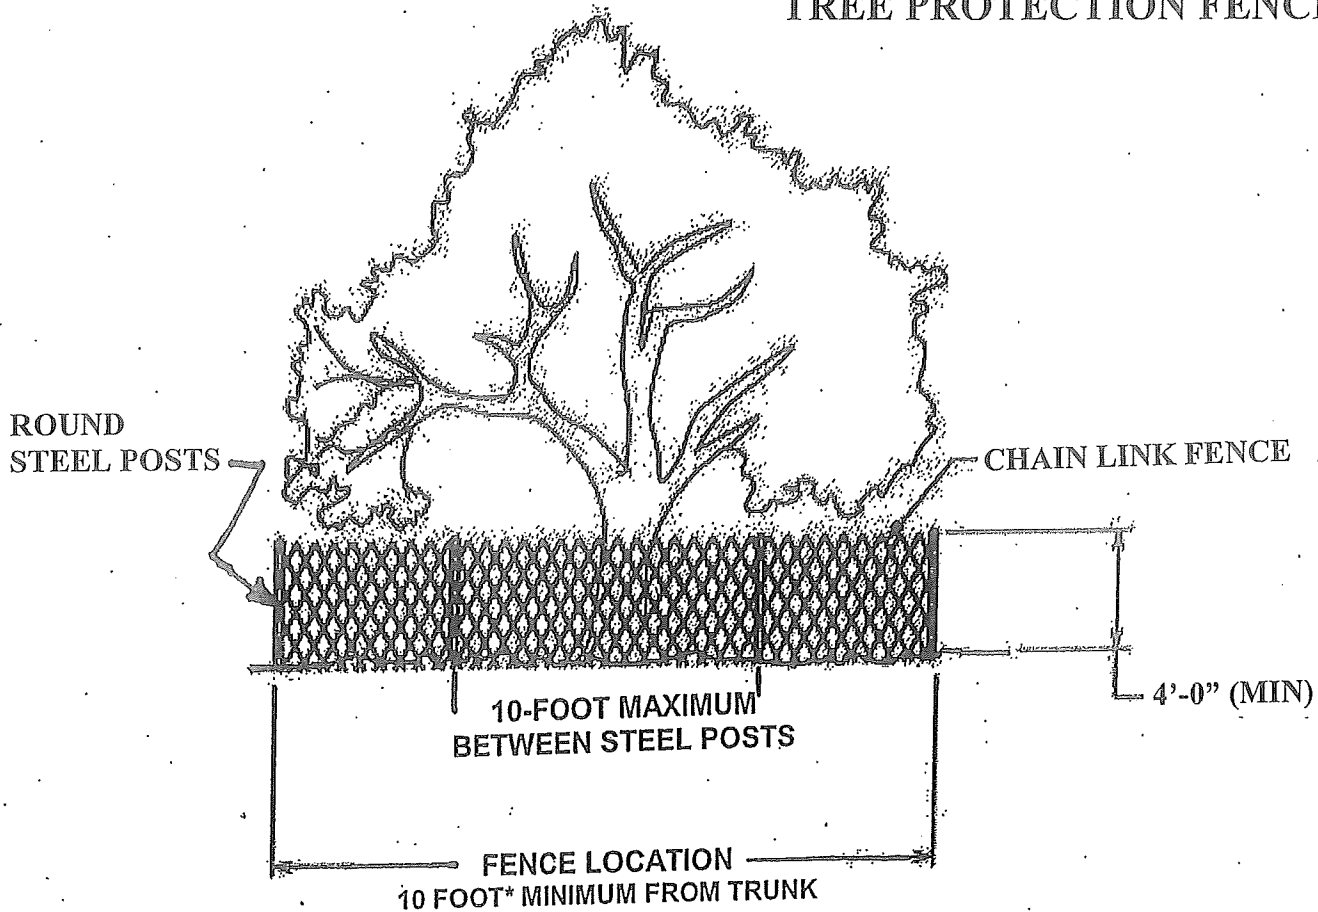 TREE PROTECTION FENCE
ROUND
STEEL POSTS
CHAIN LINK FENCE
4'-0" (MIN)
10-FOOT MAXIMUM
BETWEEN STEEL POSTS
FENCE LOCATION
10 FOOT* MINIMUM FROM TRUNK